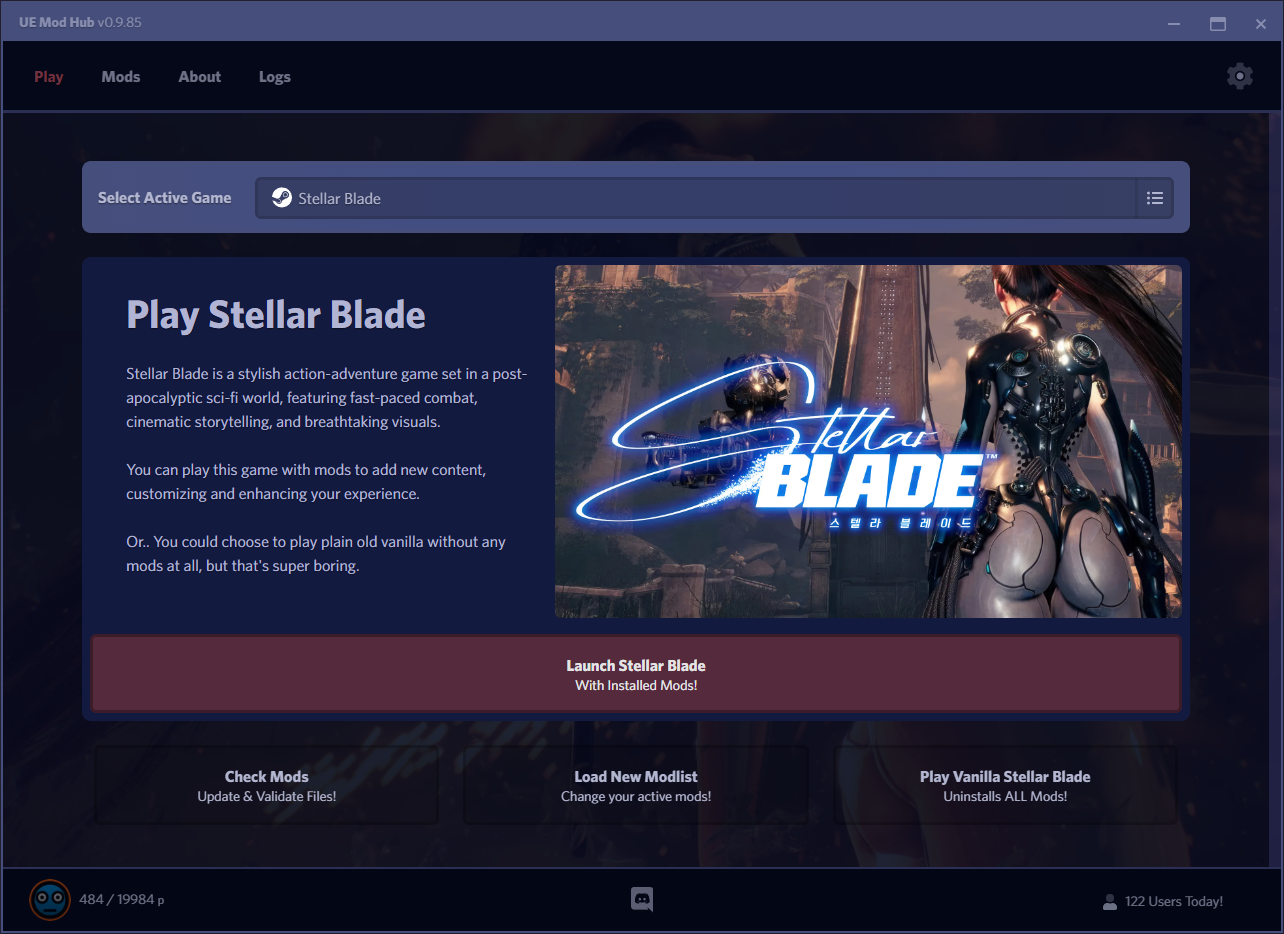 UE Mod Hub v0.9.85
Play
Mods
About
Logs
Select Active Game
Stellar Blade
Play Stellar Blade
Stellar Blade is a stylish action-adventure game set in a post-
apocalyptic sci-fi world, featuring fast-paced combat,
cinematic storytelling, and breathtaking visuals.
You can play this game with mods to add new content,
customizing and enhancing your experience.
Or.. You could choose to play plain old vanilla without any
mods at all, but that's super boring.
Stellar
BLADE™
스텔라 블레이드
Launch Stellar Blade
With Installed Mods!
Check Mods
Update & Validate Files!
Load New Modlist
Change your active mods!
Play Vanilla Stellar Blade
Uninstalls ALL Mods!
484 / 19984 p
122 Users Today!